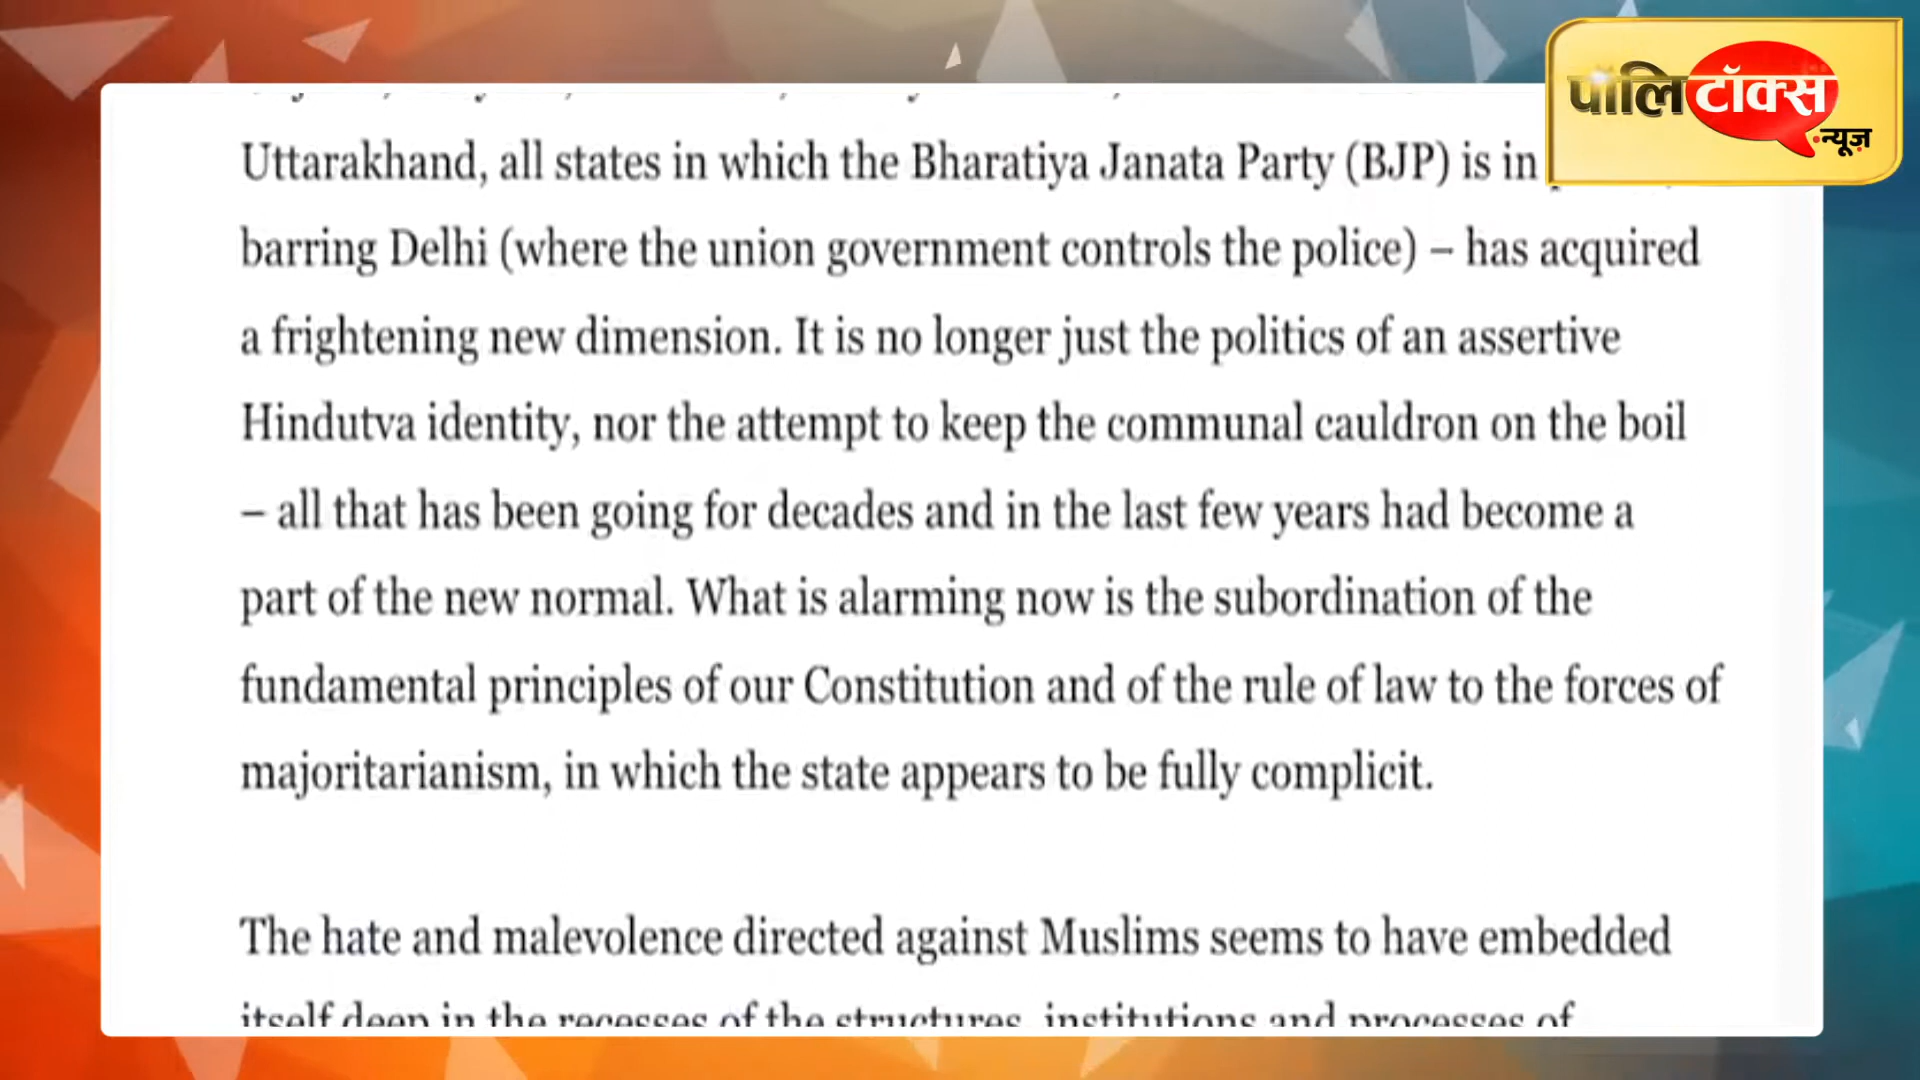 पॉलिटॉक्स
न्यूज़
Uttarakhand, all states in which the Bharatiya Janata Party (BJP) is in
barring Delhi (where the union government controls the police) – has acquired
a frightening new dimension. It is no longer just the politics of an assertive
Hindutva identity, nor the attempt to keep the communal cauldron on the boil
– all that has been going for decades and in the last few years had become a
part of the new normal. What is alarming now is the subordination of the
fundamental principles of our Constitution and of the rule of law to the forces of
majoritarianism, in which the state appears to be fully complicit.
The hate and malevolence directed against Muslims seems to have embedded
itself deep in the recesses of the structures, institutions and processes of